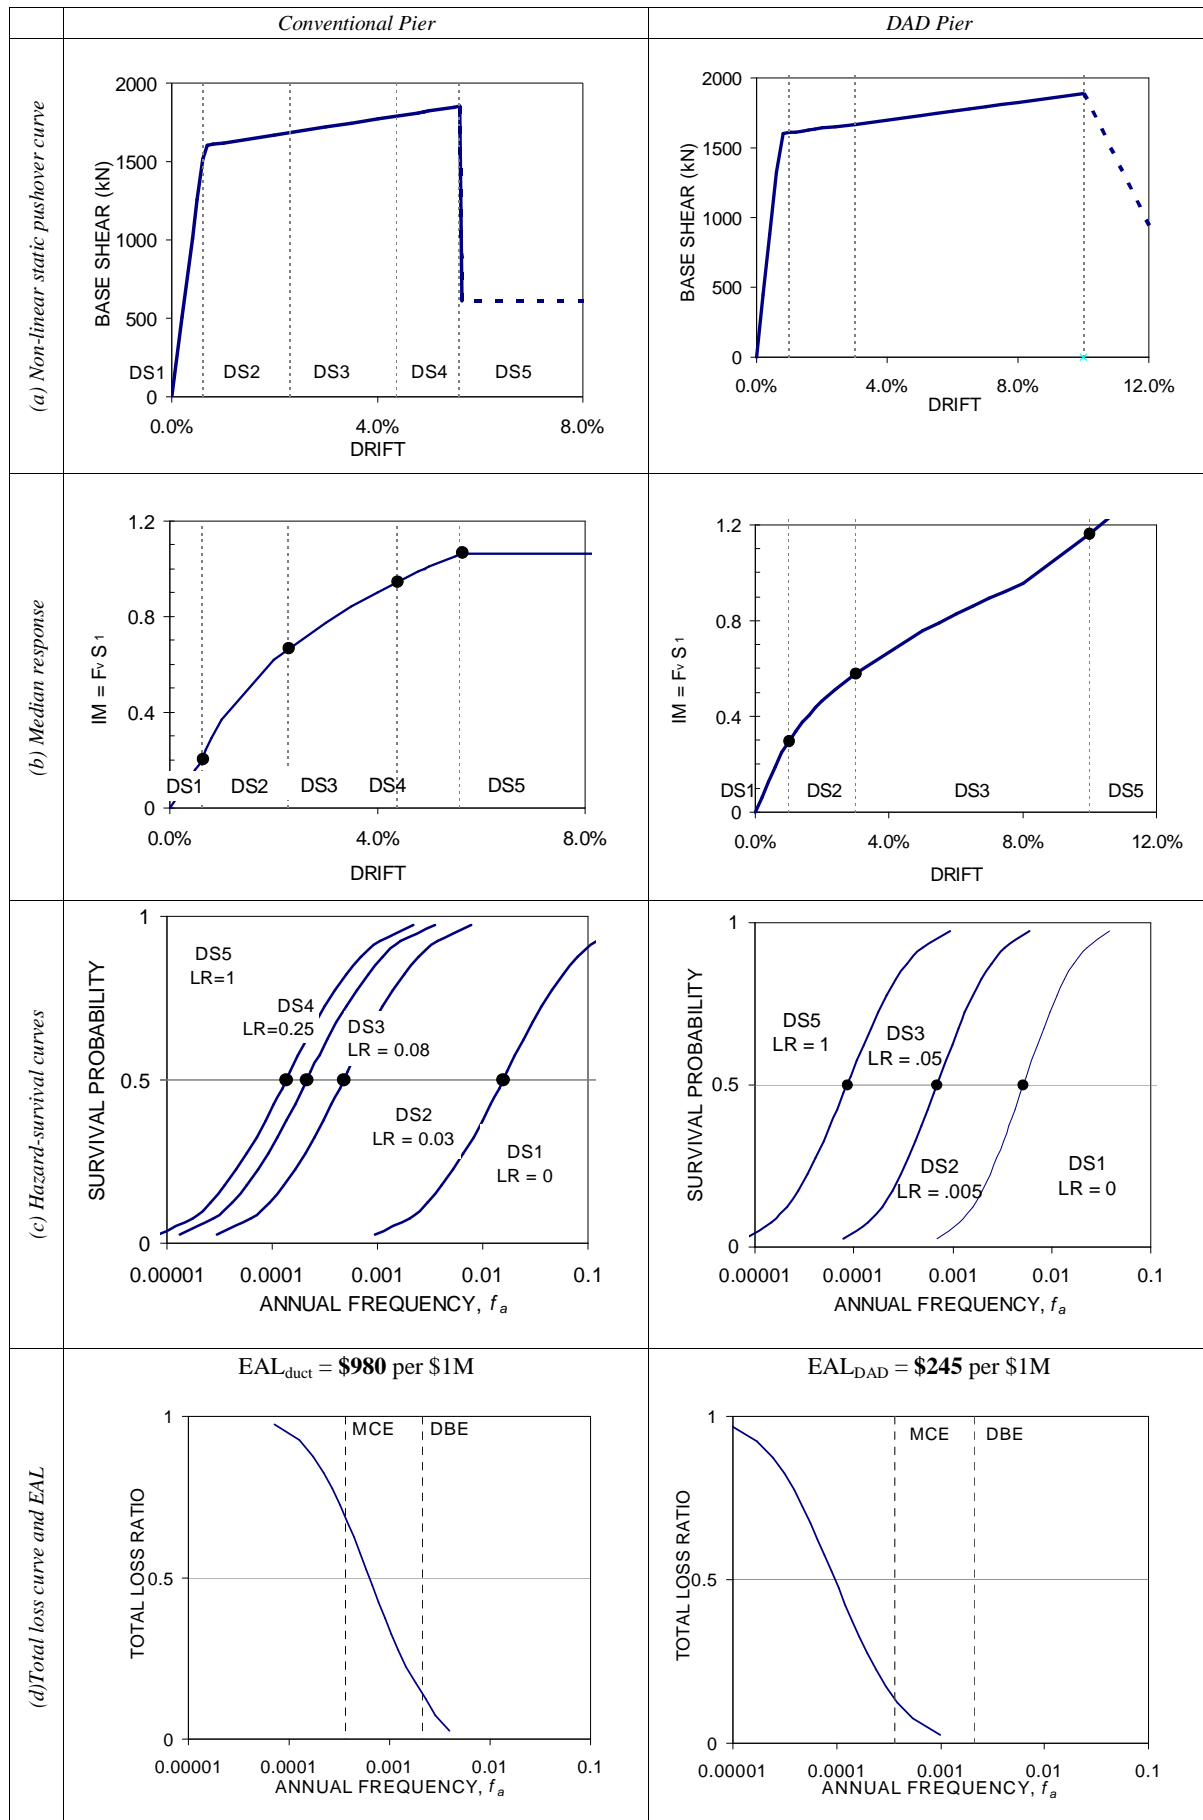 Conventional Pier
DAD Pier
(a) Non-linear static pushover curve
BASE SHEAR (kN)
2000
1500
1000
500
0
DS1
DS2
DS3
DS4
DS5
0.0%
4.0%
8.0%
DRIFT
BASE SHEAR (kN)
2000
1500
1000
500
0
0.0%
4.0%
8.0%
12.0%
DRIFT
(b) Median response
IM = Fv S1
1.2
0.8
0.4
0
DS1
DS2
DS3
DS4
DS5
0.0%
4.0%
8.0%
DRIFT
IM = Fv S1
1.2
0.8
0.4
0
DS1
DS2
DS3
DS5
0.0%
4.0%
8.0%
12.0%
DRIFT
(c) Hazard-survival curves
SURVIVAL PROBABILITY
1
0.5
0
DS5
LR=1
DS4
LR=0.25
DS3
LR = 0.08
DS2
LR = 0.03
DS1
LR = 0
0.00001
0.0001
0.001
0.01
0.1
ANNUAL FREQUENCY, fa
SURVIVAL PROBABILITY
1
0.5
0
DS5
LR = 1
DS3
LR = .05
DS2
LR = .005
DS1
LR = 0
0.00001
0.0001
0.001
0.01
0.1
ANNUAL FREQUENCY, fa
(d)Total loss curve and EAL
EALduct = $980 per $1M
TOTAL LOSS RATIO
1
0.5
0
MCE
DBE
0.00001
0.0001
0.001
0.01
0.1
ANNUAL FREQUENCY, fa
EALDAD = $245 per $1M
TOTAL LOSS RATIO
1
0.5
0
MCE
DBE
0.00001
0.0001
0.001
0.01
0.1
ANNUAL FREQUENCY, fa